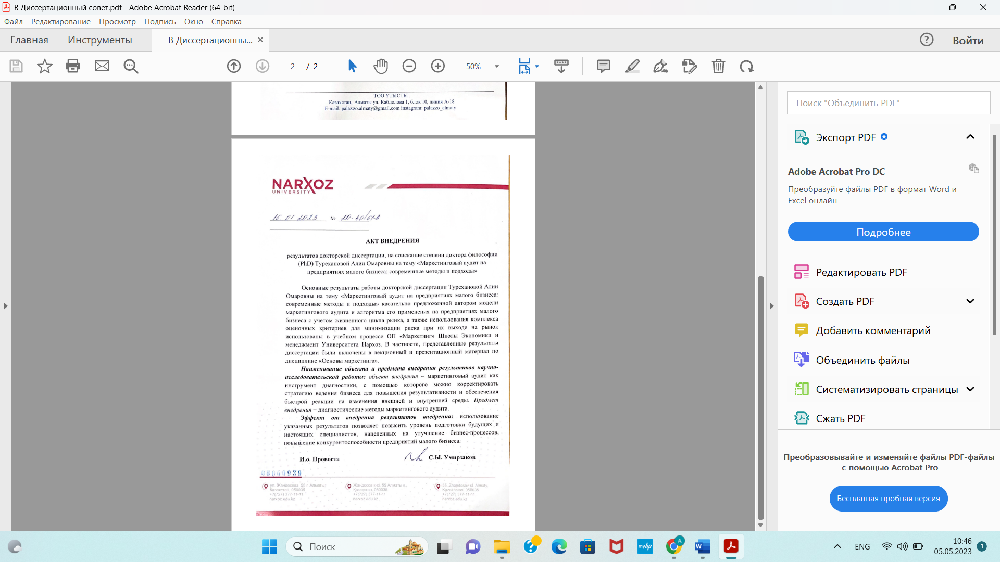 В Диссертационный совет.pdf - Adobe Acrobat Reader (64-bit)
Файл Редактирование Просмотр Подпись Окно Справка
Главная Инструменты В Диссертационны... × Войти
2 / 2 50%
ТОО ҰТЫСТЫ
Казахстан, Алматы ул. Кабдолова 1, блок 10, линия А-18
E-mail: palazzo.almaty@gmail.com instagram: palazzo_almaty
NARXOZ
UNIVERSITY
16 01 2023 № 20-40/61-А
АКТ ВНЕДРЕНИЯ
результатов докторской диссертации, на соискание степени доктора философии
(PhD) Турехановой Алии Омаровны на тему «Маркетинговый аудит на
предприятиях малого бизнеса: современные методы и подходы»
Основные результаты работы докторской диссертации Турехановой Алии
Омаровны на тему «Маркетинговый аудит на предприятиях малого бизнеса:
современные методы и подходы» касательно предложенной автором модели
маркетингового аудита и алгоритма его применения на предприятиях малого
бизнеса с учетом жизненного цикла рынка, а также использования комплекса
оценочных критериев для минимизации риска при их выходе на рынок
использованы в учебном процессе ОП «Маркетинг» Школы Экономики и
менеджмент Университета Нархоз. В частности, представленные результаты
диссертации были включены в лекционный и презентационный материал по
дисциплине «Основы маркетинга».
Наименование объекта и предмета внедрения результатов научно-
исследовательской работы: объект внедрения – маркетинговый аудит как
инструмент диагностики, с помощью которого можно корректировать
стратегию ведения бизнеса для повышения результативности и обеспечения
быстрой реакции на изменения внешней и внутренней среды. Предмет
внедрения – диагностические методы маркетингового аудита.
Эффект от внедрения результатов внедрения: использование
указанных результатов позволяет повысить уровень подготовки будущих и
настоящих специалистов, нацеленных на улучшение бизнес-процессов,
повышение конкурентоспособности предприятий малого бизнеса.
И.о. Провоста С.Ы. Умирзаков
06060939
ул. Жандосова, 55 г. Алматы,
Казахстан, 050035
+7(727) 377-11-11
narxoz.edu.kz
Жандосов к-сі, 55 Алматы қ.,
Қазақстан, 050035
+7(727) 377-11-11
narxoz.edu.kz
55, Zhandosov st. Almaty,
Kazakhstan, 050035
+7(727) 377-11-11
narxoz.edu.kz
Поиск "Объединить PDF"
Экспорт PDF
Adobe Acrobat Pro DC
Преобразуйте файлы PDF в формат Word и
Excel онлайн
Подробнее
Редактировать PDF
Создать PDF
Добавить комментарий
Объединить файлы
Систематизировать страницы
Сжать PDF
Преобразовывайте и изменяйте файлы PDF-файлы
с помощью Acrobat Pro
Бесплатная пробная версия
Поиск
myhp
A
W
ENG
10:46
05.05.2023
1